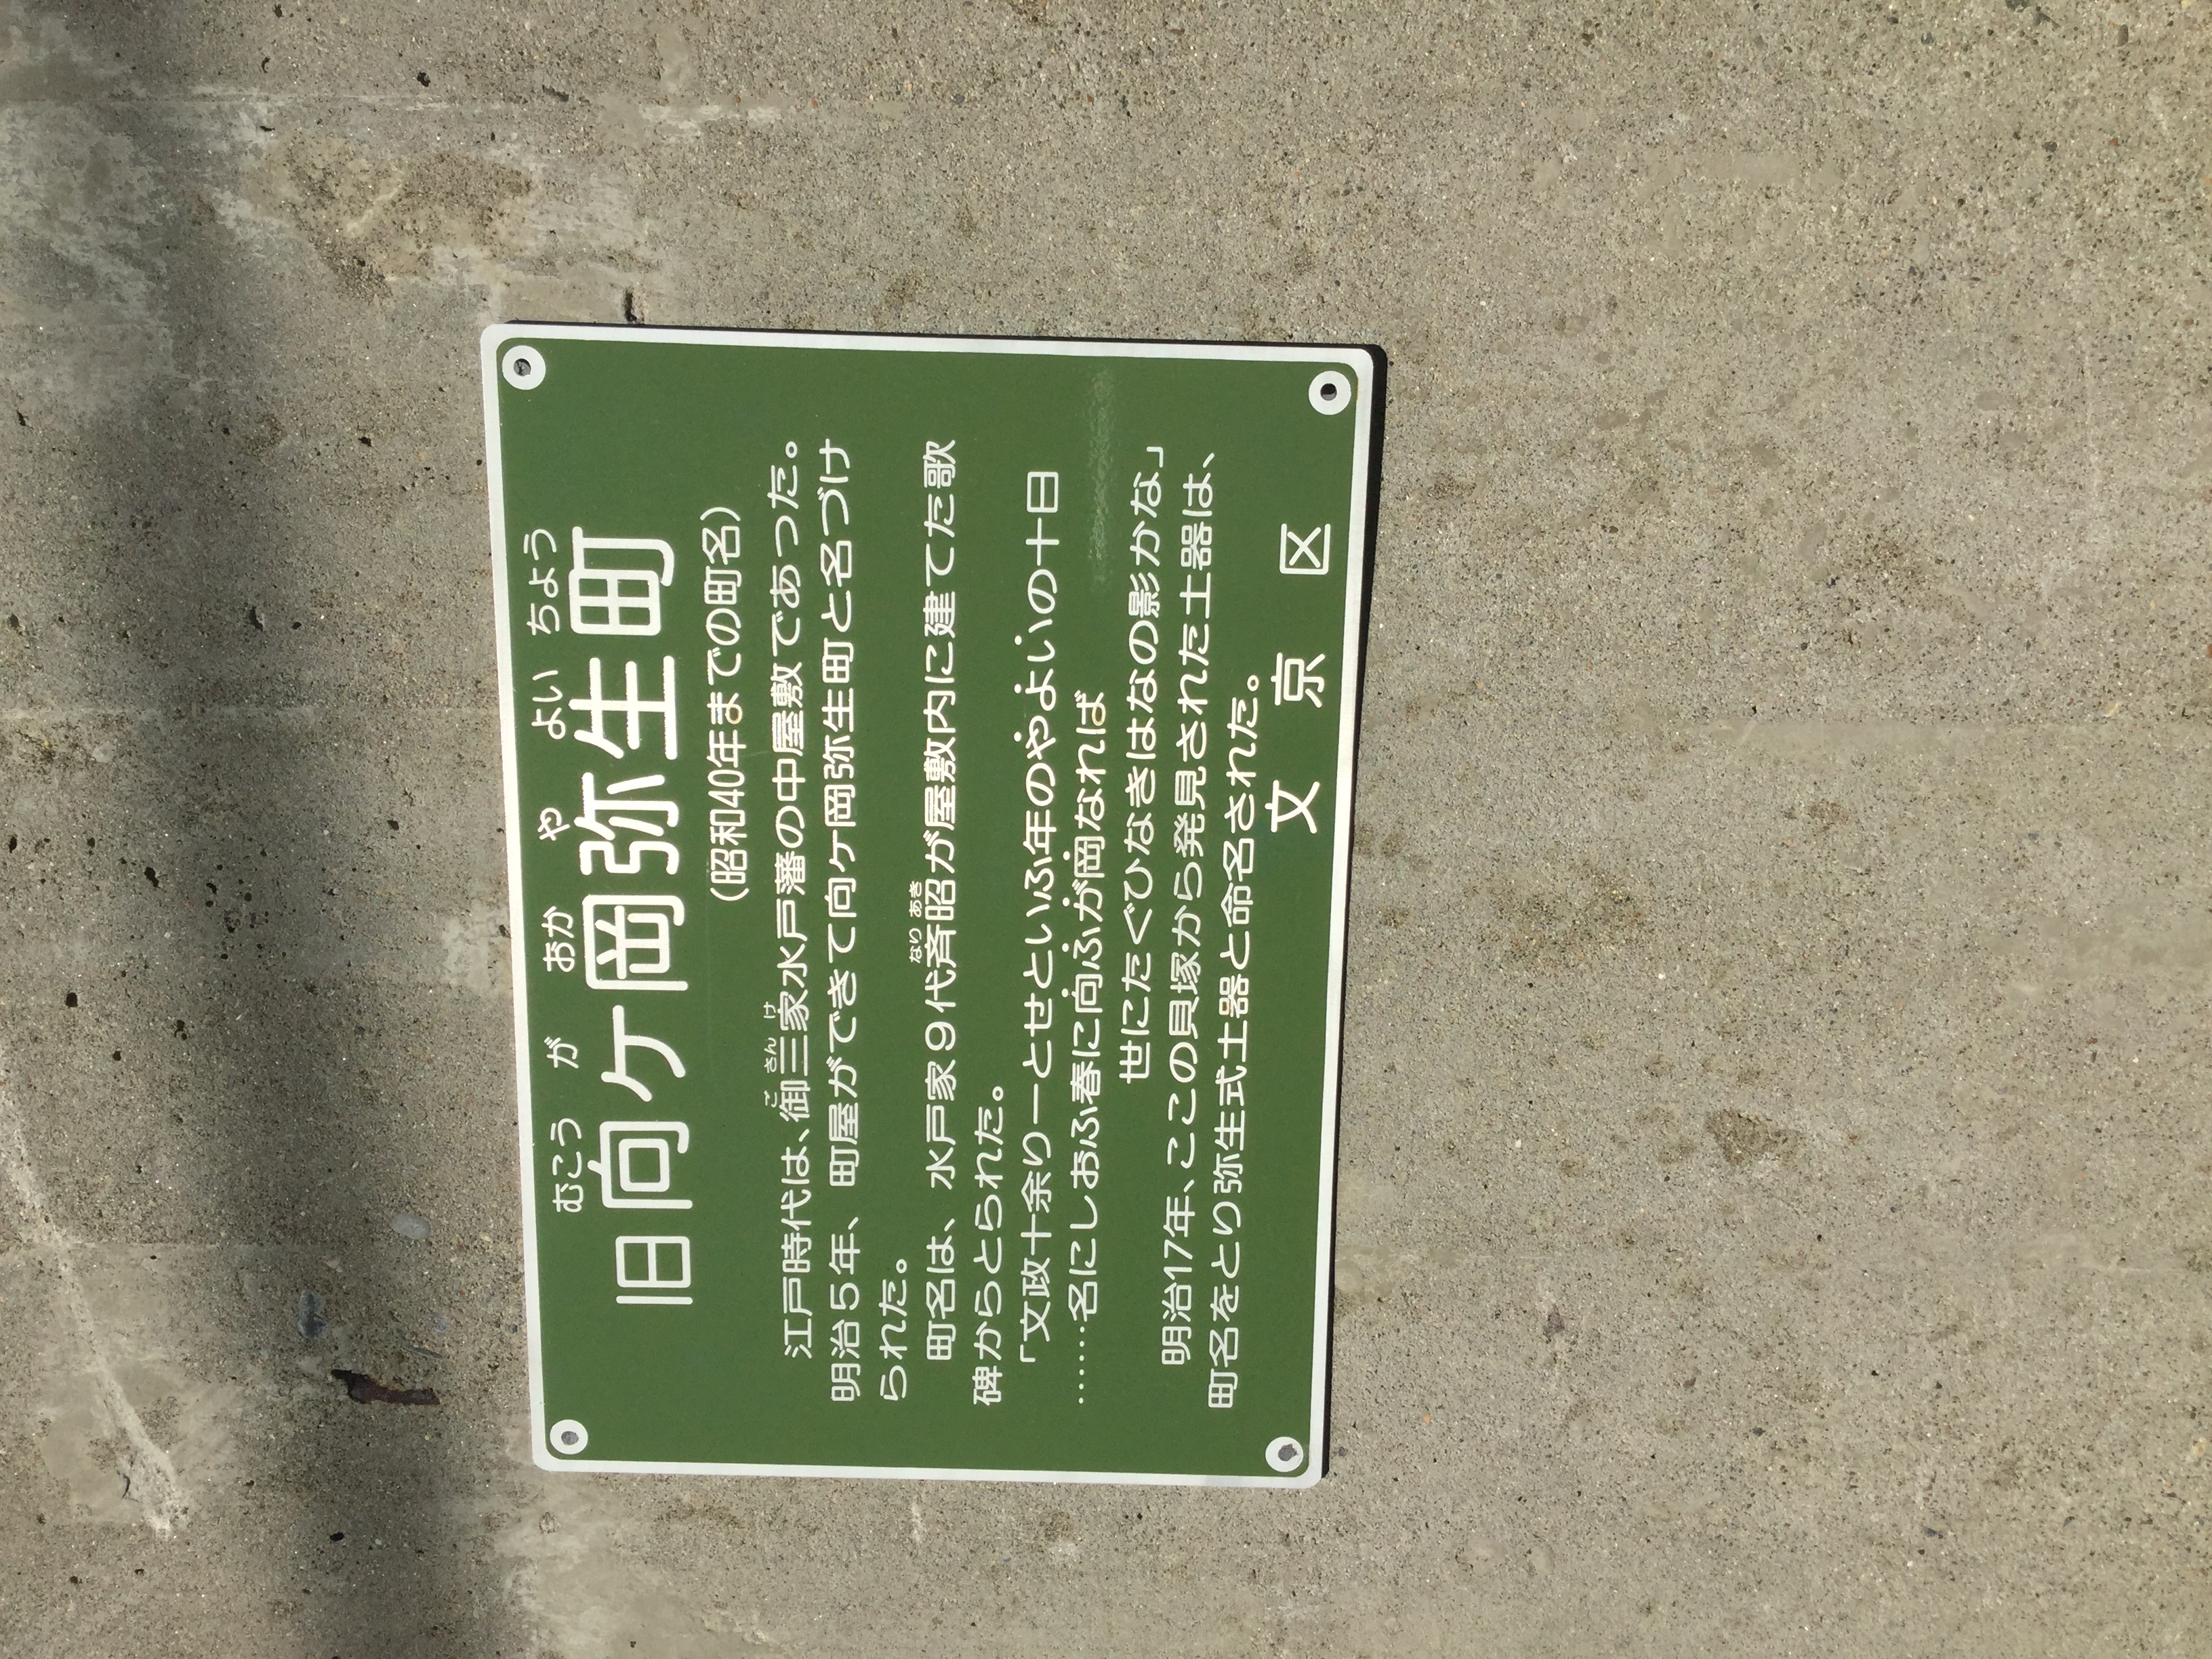 むこう が おか や よい ちよう
旧向ケ岡弥生町
(昭和40年までの町名)
ご さん け
江戸時代は、御三家水戸藩の中屋敷であつた。
明治5年、町屋ができて向ケ岡弥生町と名づけ
られた。
なり あき
町名は、水戸家9代斉昭が屋敷内に建てた歌
碑からとられた。
「文政十余り一とせといふ年のやよいの十日
……名にしおふ春に向ふが岡なれば
世にたぐひなきはなの影かな」
明治17年、ここの貝塚から発見された土器は、
町名をとり弥生式土器と命名された。
文京区